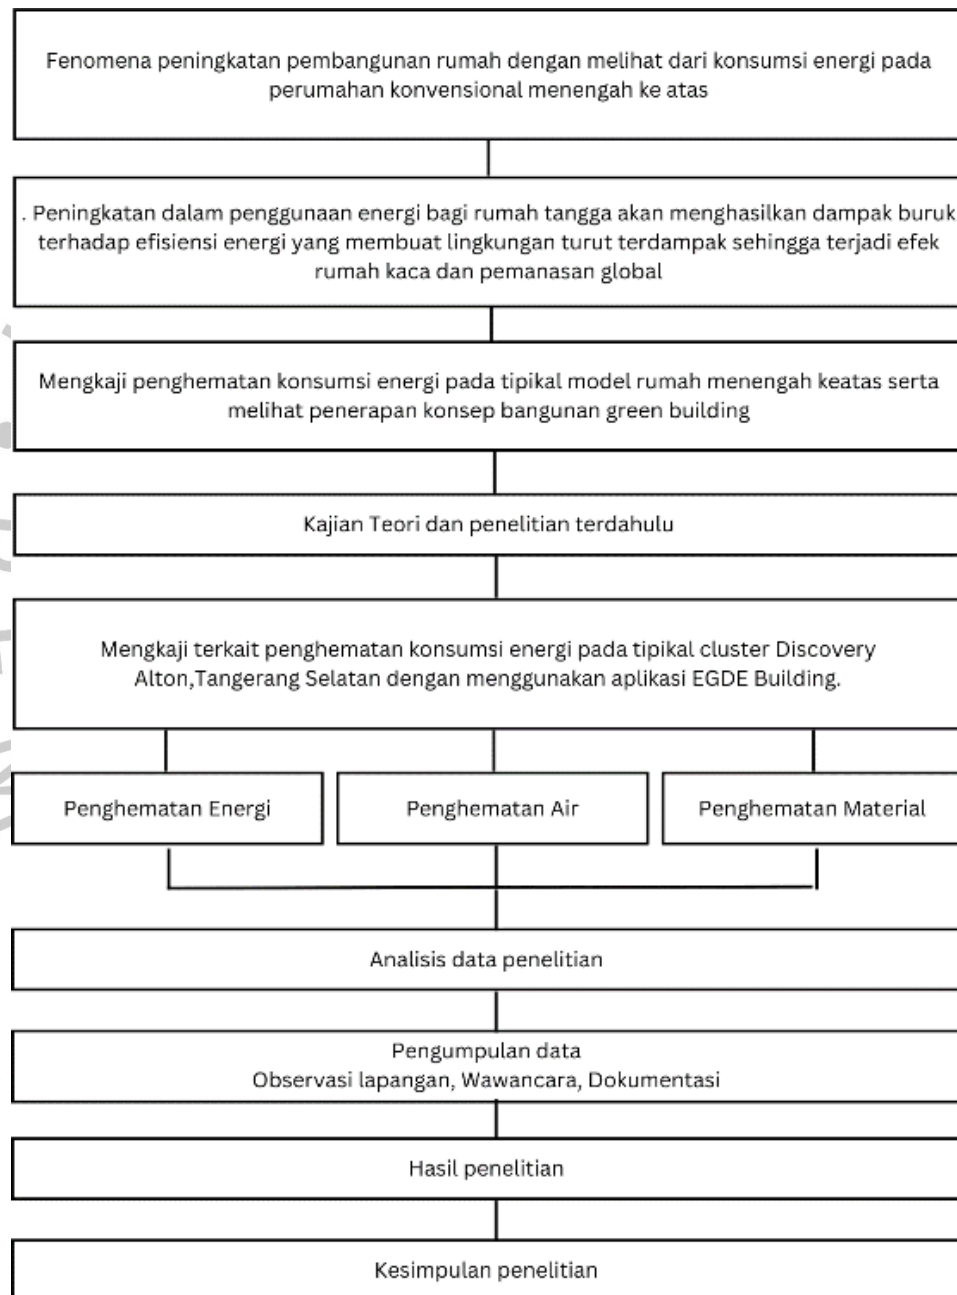 Fenomena peningkatan pembangunan rumah dengan melihat dari konsumsi energi pada
perumahan konvensional menengah ke atas
. Peningkatan dalam penggunaan energi bagi rumah tangga akan menghasilkan dampak buruk
terhadap efisiensi energi yang membuat lingkungan turut terdampak sehingga terjadi efek
rumah kaca dan pemanasan global
Mengkaji penghematan konsumsi energi pada tipikal model rumah menengah keatas serta
melihat penerapan konsep bangunan green building
Kajian Teori dan penelitian terdahulu
Mengkaji terkait penghematan konsumsi energi pada tipikal cluster Discovery
Alton,Tangerang Selatan dengan menggunakan aplikasi EGDE Building.
Penghematan Energi
Penghematan Air
Penghematan Material
Analisis data penelitian
Pengumpulan data
Observasi lapangan, Wawancara, Dokumentasi
Hasil penelitian
Kesimpulan penelitian